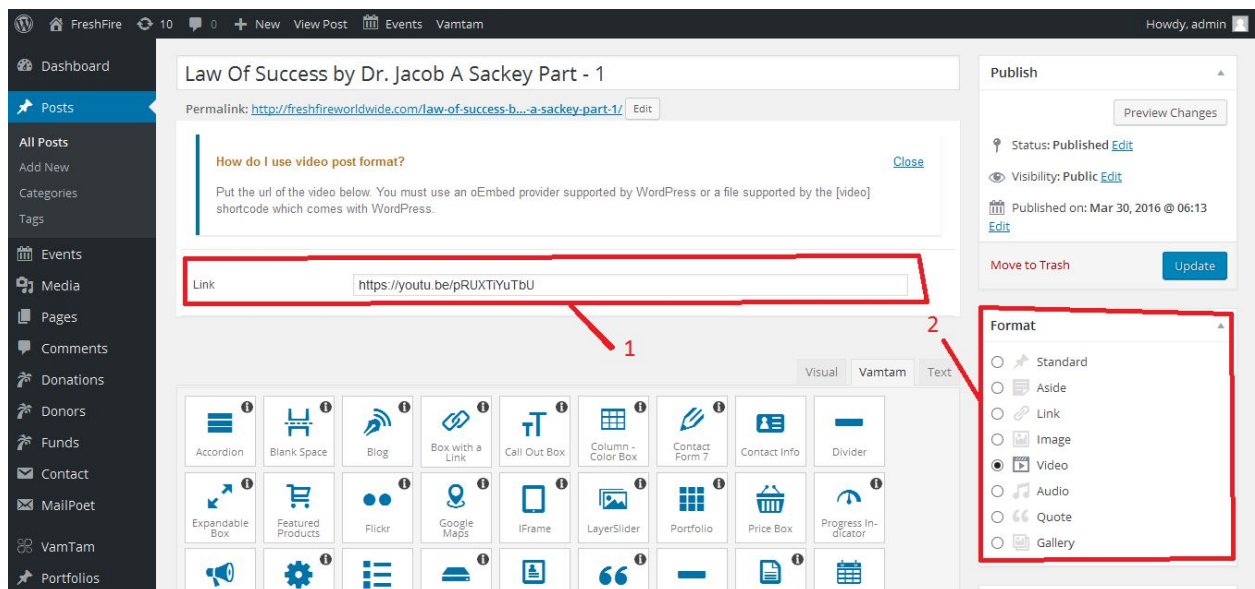 FreshFire 10 0 + New View Post Events Vamtam Howdy, admin
Dashboard
Posts
All Posts
Add New
Categories
Tags
Events
Media
Pages
Comments
Donations
Donors
Funds
Contact
MailPoet
VamTam
Portfolios
Law Of Success by Dr. Jacob A Sackey Part - 1
Permalink: http://freshfireworldwide.com/law-of-success-b...-a-sackey-part-1/ Edit
How do I use video post format? Close
Put the url of the video below. You must use an oEmbed provider supported by WordPress or a file supported by the [video]
shortcode which comes with WordPress.
Link https://youtu.be/pRUXTiYuTbU
1
Visual Vamtam Text
Accordion
Blank Space
Blog
Box with a
Link
Call Out Box
Column -
Color Box
Contact
Form 7
Contact Info
Divider
Expandable
Box
Featured
Products
Flickr
Google
Maps
IFrame
LayerSlider
Portfolio
Price Box
Progress In-
dicator
Publish
Preview Changes
Status: Published Edit
Visibility: Public Edit
Published on: Mar 30, 2016 @ 06:13
Edit
Move to Trash Update
2
Format
Standard
Aside
Link
Image
Video
Audio
Quote
Gallery